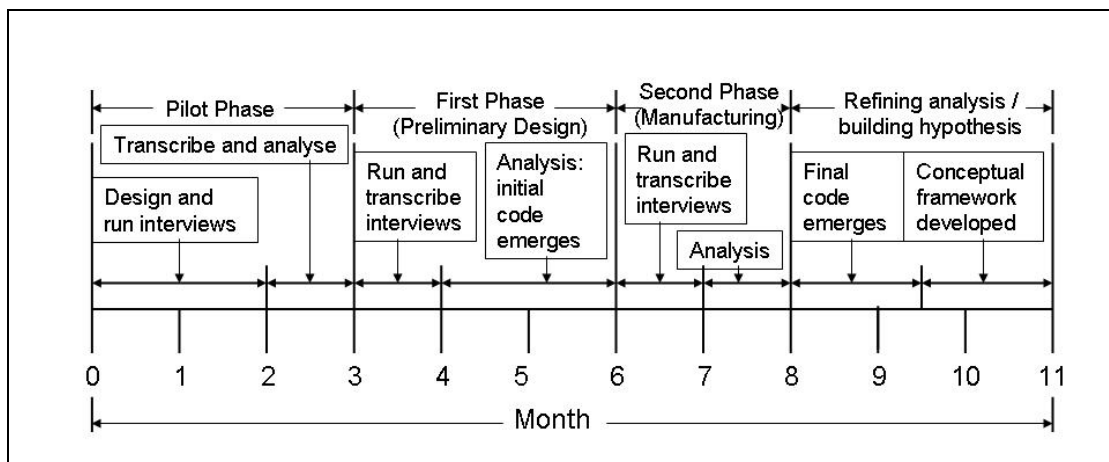 Pilot Phase
First Phase
(Preliminary Design)
Second Phase
(Manufacturing)
Refining analysis /
building hypothesis
Transcribe and analyse
Design and
run interviews
Run and
transcribe
interviews
Analysis:
initial
code
emerges
Run and
transcribe
interviews
Analysis
Final
code
emerges
Conceptual
framework
developed
0 1 2 3 4 5 6 7 8 9 10 11
Month